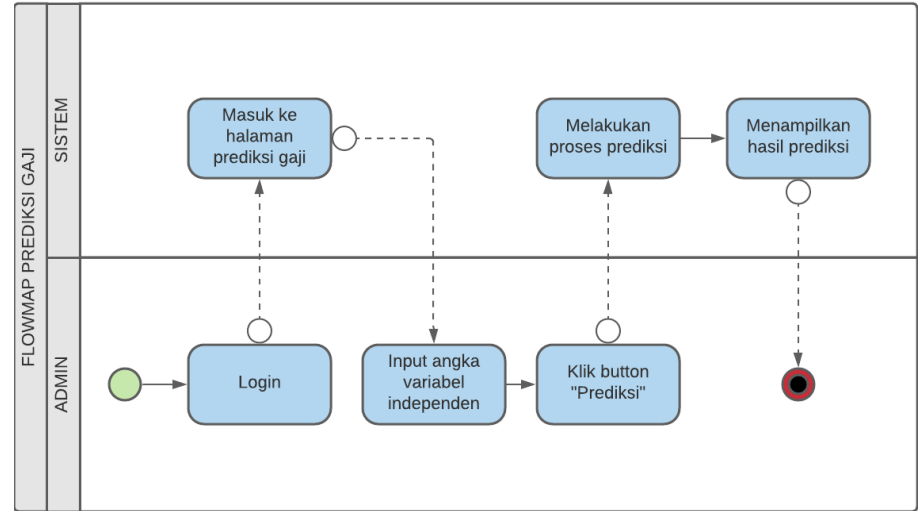 FLOWMAP PREDIKSI GAJI
SISTEM
Masuk ke
halaman
prediksi gaji
Melakukan
proses prediksi
Menampilkan
hasil prediksi
ADMIN
Login
Input angka
variabel
independen
Klik button
"Prediksi"